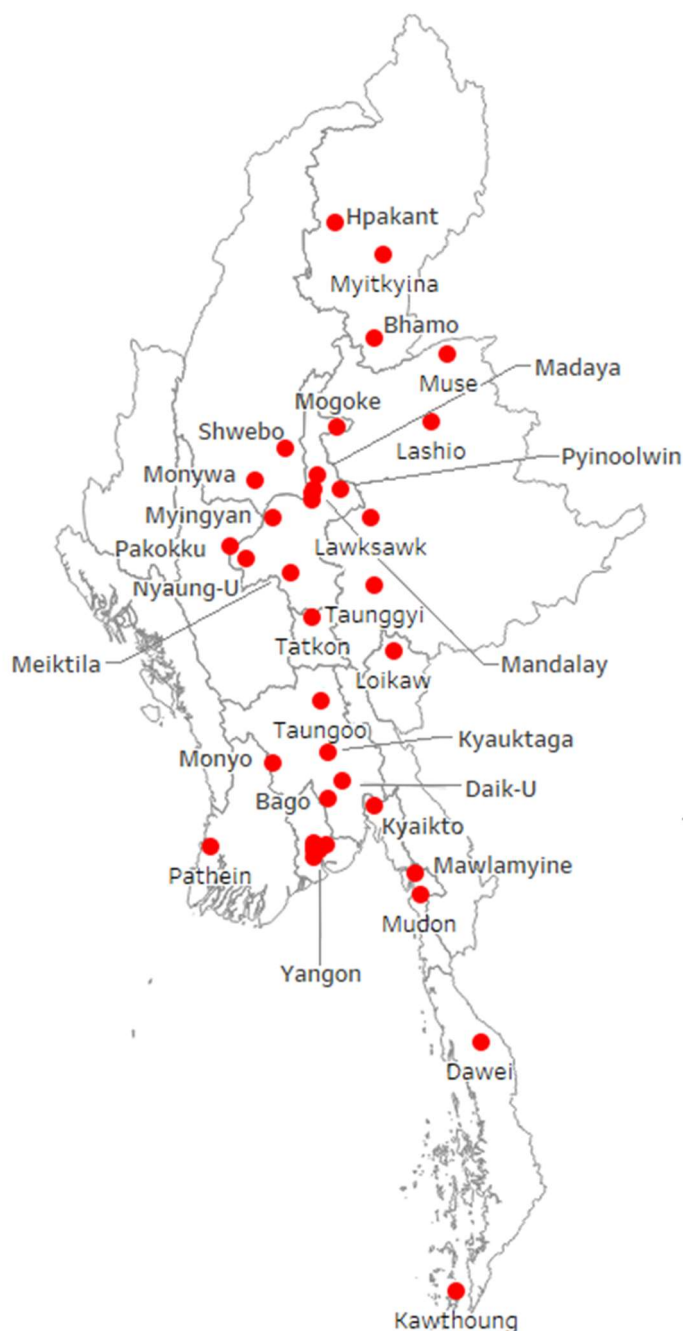 Hpakant
Myitkyina
Bhamo
Muse
Madaya
Mogoke
Shwebo
Lashio
Pyinoolwin
Monywa
Myingyan
Lawksawk
Pakokku
Nyaung-U
Taunggyi
Tatkon
Meiktila
Mandalay
Loikaw
Taungoo
Kyauktaga
Monyo
Daik-U
Bago
Kyaikto
Mawlamyine
Pathein
Mudon
Yangon
Dawei
Kawthoung